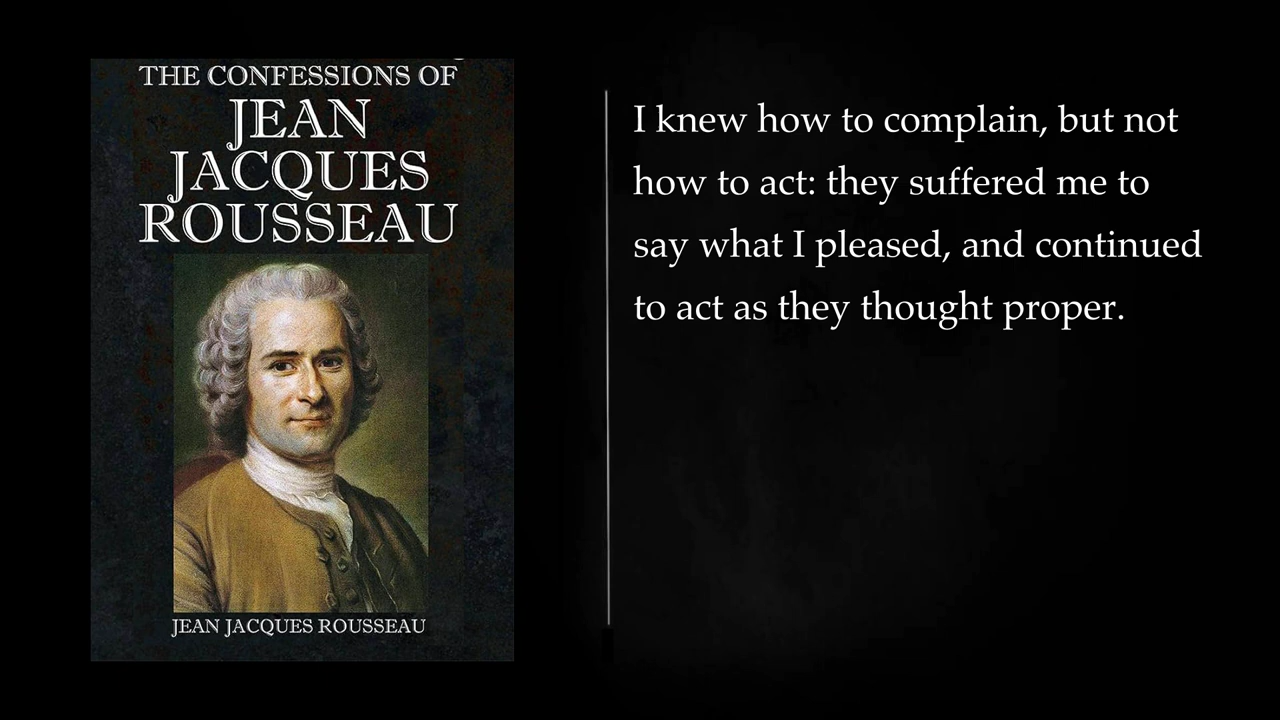 THE CONFESSIONS OF
JEAN
JACQUES
ROUSSEAU
JEAN JACQUES ROUSSEAU
I knew how to complain, but not
how to act: they suffered me to
say what I pleased, and continued
to act as they thought proper.